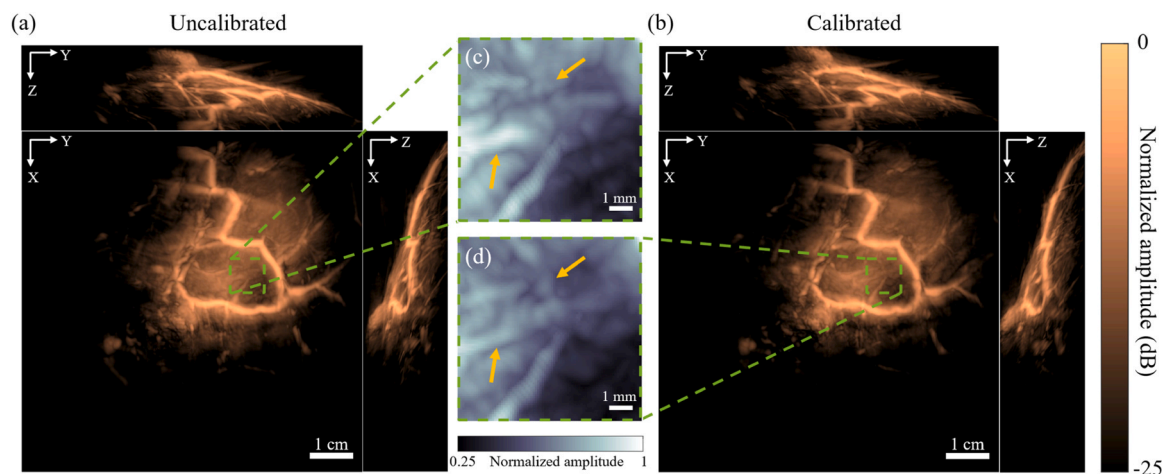 (a)
Uncalibrated
Y
Z
Y
X
Z
X
1 cm
(c)
1 mm
(d)
1 mm
0.25 Normalized amplitude 1
(b)
Calibrated
Y
Z
Y
X
Z
X
1 cm
0
Normalized amplitude (dB)
-25